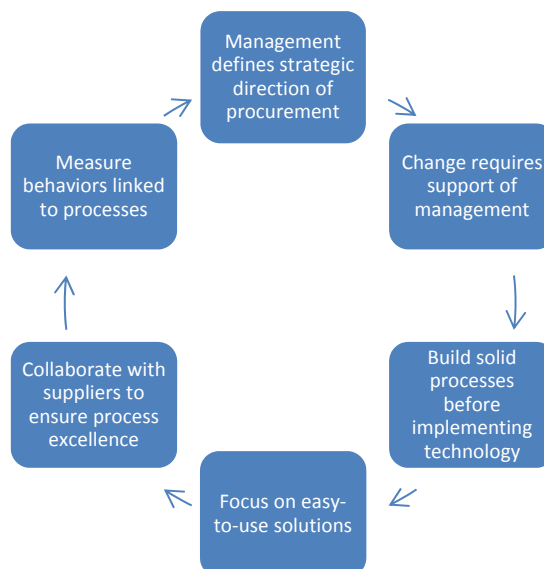 Management
defines strategic
direction of
procurement
Change requires
support of
management
Build solid
processes
before
implementing
technology
Focus on easy-
to-use solutions
Collaborate with
suppliers to
ensure process
excellence
Measure
behaviors linked
to processes